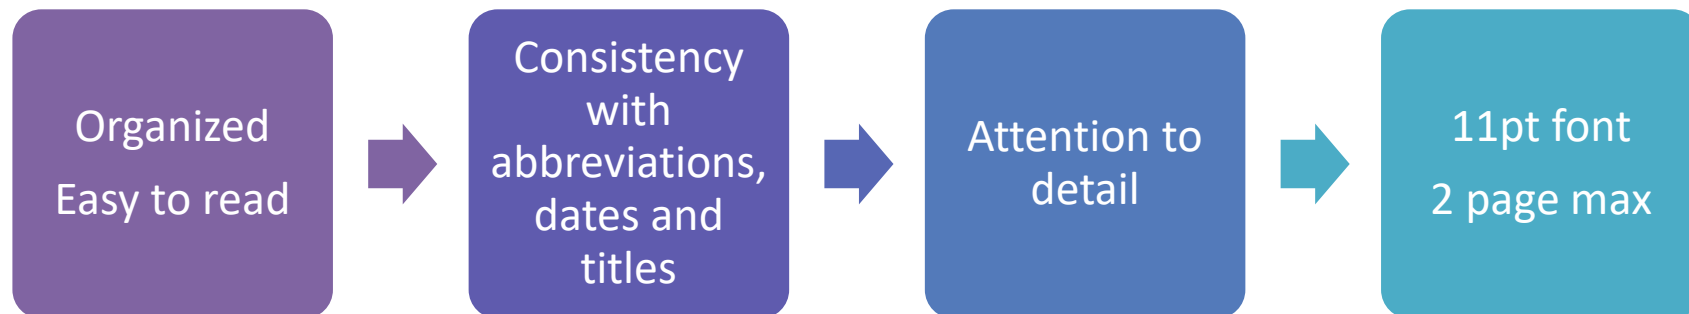 Organized
Easy to read
Consistency
with
abbreviations,
dates and
titles
Attention to
detail
11pt font
2 page max